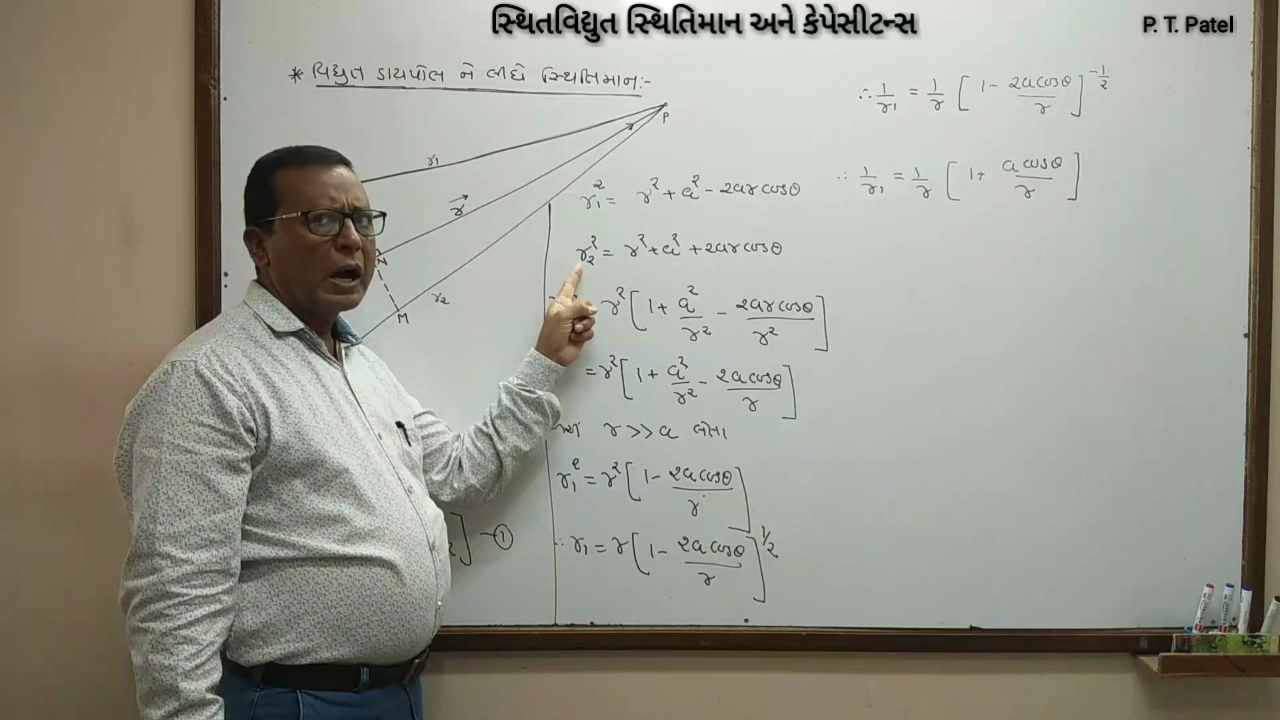 સ્થિતવિદ્યુત સ્થિતિમાન અને કેપેસીટન્સ
P. T. Patel
* વિદ્યુત ડાયપોલ ને લીધે સ્થિતિમાન:-
P
r₁
r⃗
N
r₂
M
①
r₁² = r² + a² - 2ar cosθ
r₂² = r² + a² + 2ar cosθ
r² [ 1 + a²/r² - 2ar cosθ/r² ]
= r² [ 1 + a²/r² - 2a cosθ/r ]
r >> a લેતા
r₁² = r² [ 1 - 2a cosθ/r ]
∴ r₁ = r [ 1 - 2a cosθ/r ]^1/2
∴ 1/r₁ = 1/r [ 1 - 2a cosθ/r ]^-1/2
∴ 1/r₁ = 1/r [ 1 + a cosθ/r ]